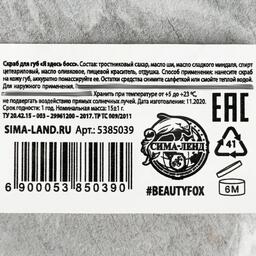 Скраб для губ «Я здесь босс». Состав: тростниковый сахар, масло ши, масло сладкого миндаля, спирт
цетеариловый, масло оливковое, пищевой краситель, отдушка. Способ применения: нанесите скраб
на кожу губ, аккуратно помассируйте. Остатки средства снимите салфеткой или смойте водой.
Для наружного применения. Хранить при температуре от +5 до +23 °С,
не подвергать воздействию прямых солнечных лучей. Дата изготовления: 11.2020.
Срок годности: 1 год. Номинальная масса: 15±1 г.
ТУ 20.42.15 - 003 - 29961200 - 2017. ТР ТС 009/2011
SIMA-LAND.RU Арт.: 5385039
6 900053 850390
EAC
СИМА-ЛЕНД
#BEAUTYFOX
41
6M